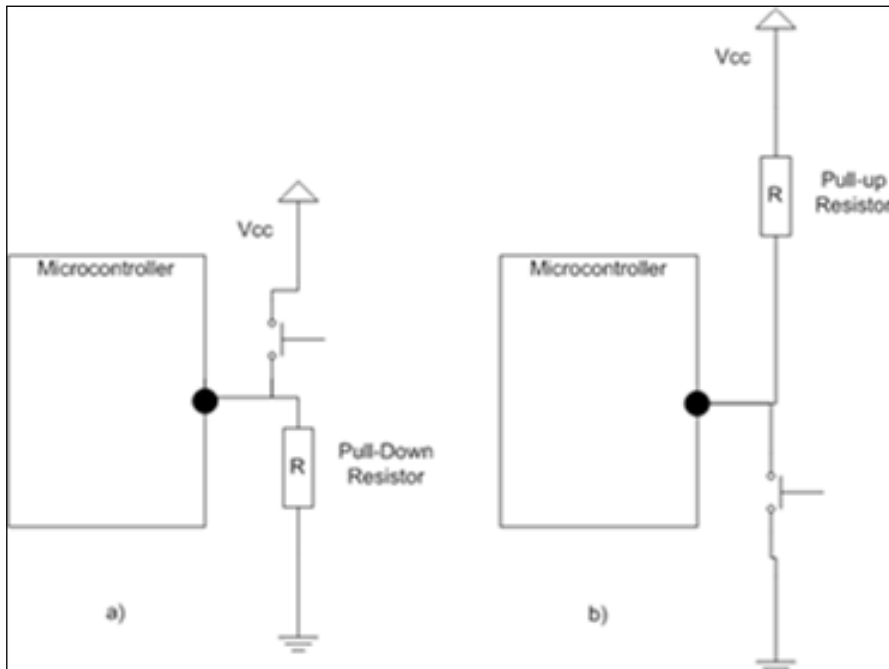 Vcc
Microcontroller
R
Pull-Down
Resistor
a)
Vcc
R
Pull-up
Resistor
Microcontroller
b)